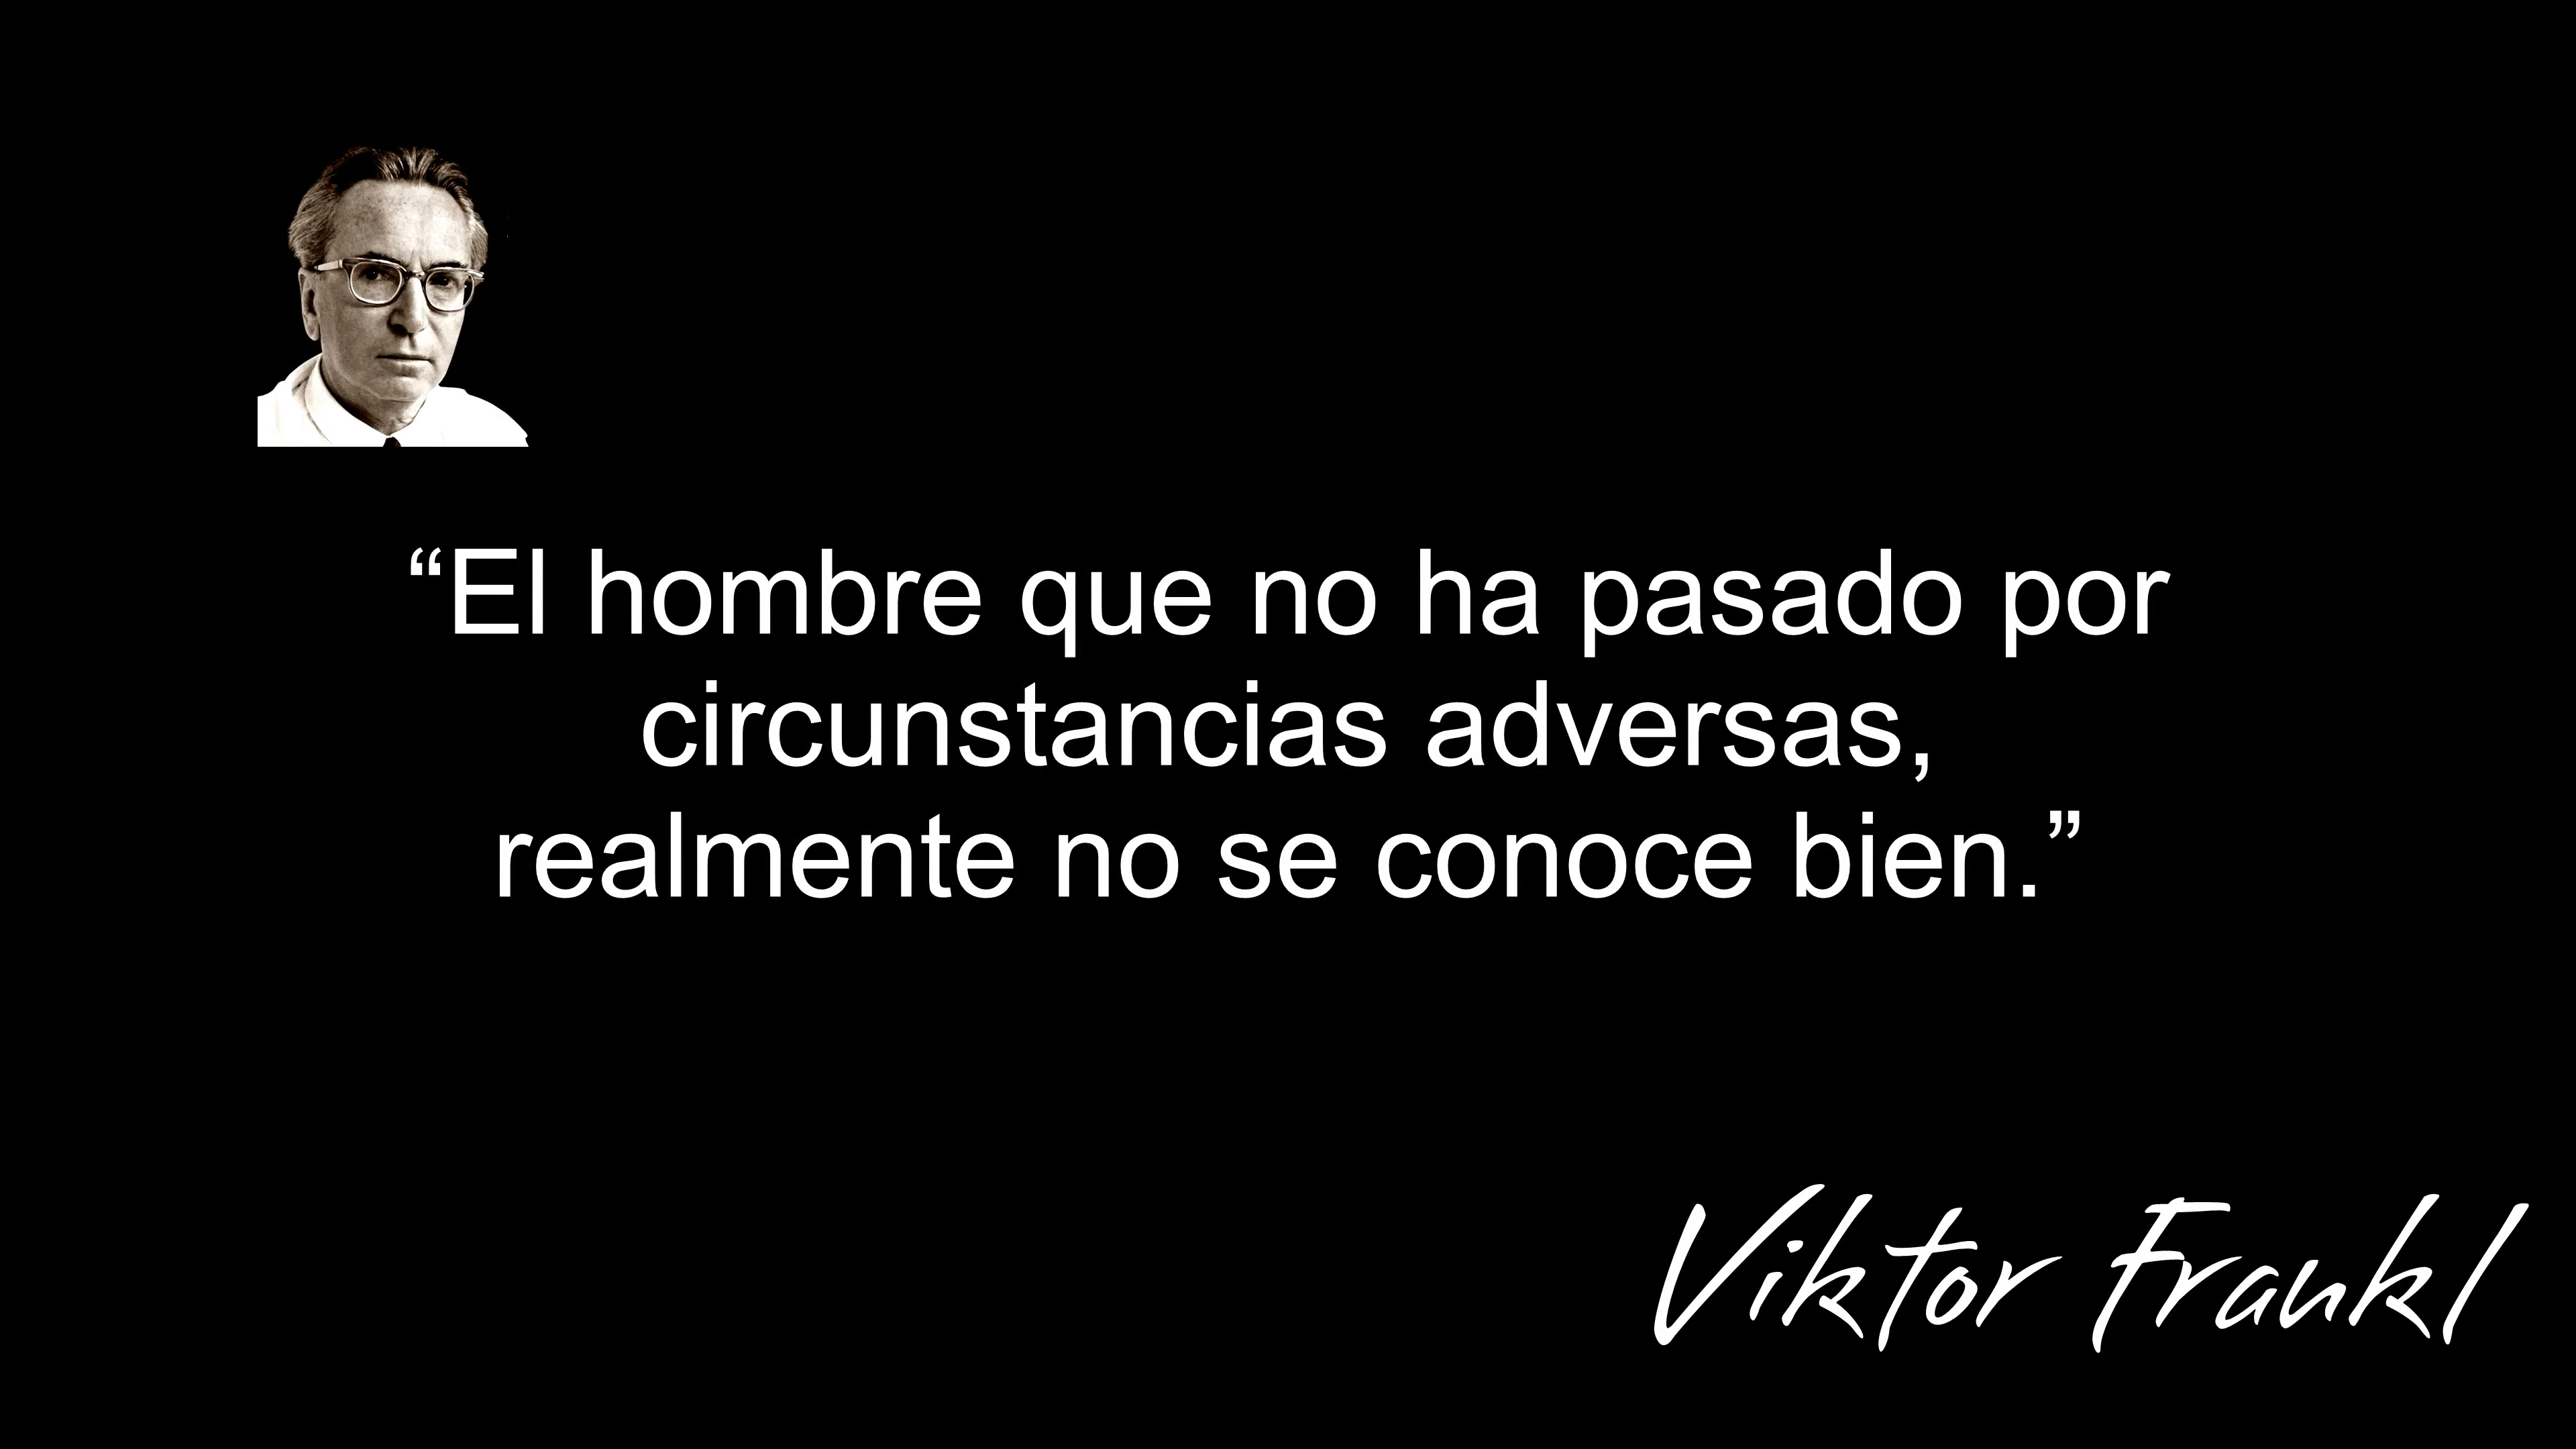 “El hombre que no ha pasado por
circunstancias adversas,
realmente no se conoce bien.”
Viktor Frankl